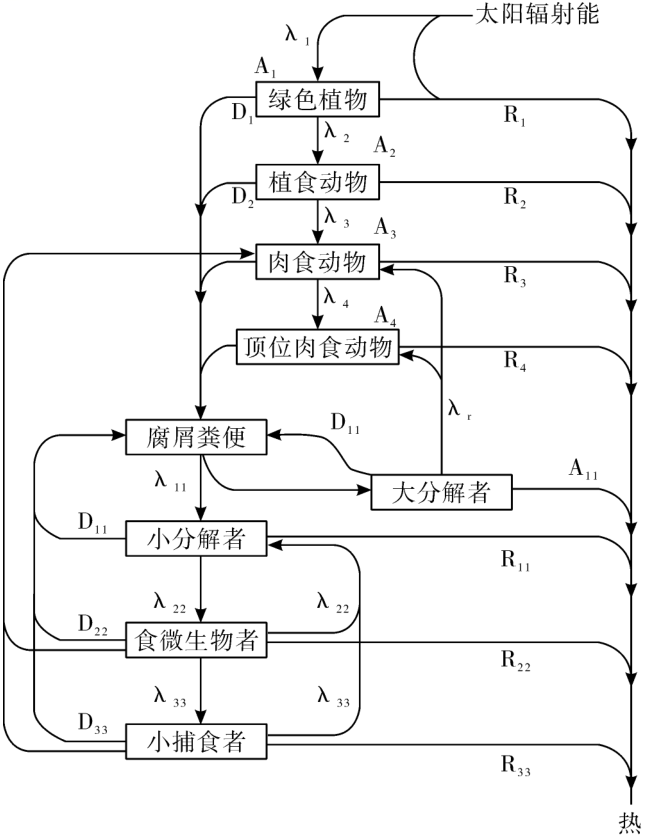 太阳辐射能
λ1
A1
绿色植物
D1
R1
λ2
A2
植食动物
D2
R2
λ3
A3
肉食动物
R3
λ4
A4
顶位肉食动物
R4
λr
D11
腐屑粪便
λ11
大分解者
A11
D11
小分解者
R11
λ22
λ22
D22
食微生物者
R22
λ33
λ33
D33
小捕食者
R33
热